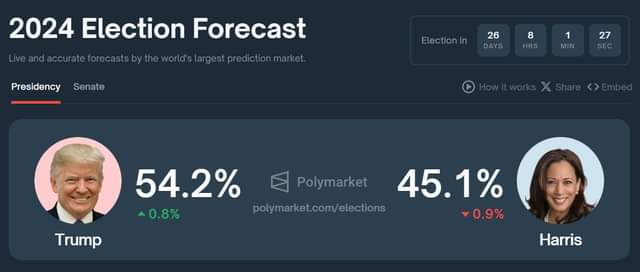 2024 Election Forecast
Live and accurate forecasts by the world's largest prediction market.
Election in
26 8 1 27
DAYS HRS MIN SEC
Presidency Senate
How it works Share Embed
54.2% Polymarket 45.1%
0.8% polymarket.com/elections 0.9%
Trump Harris